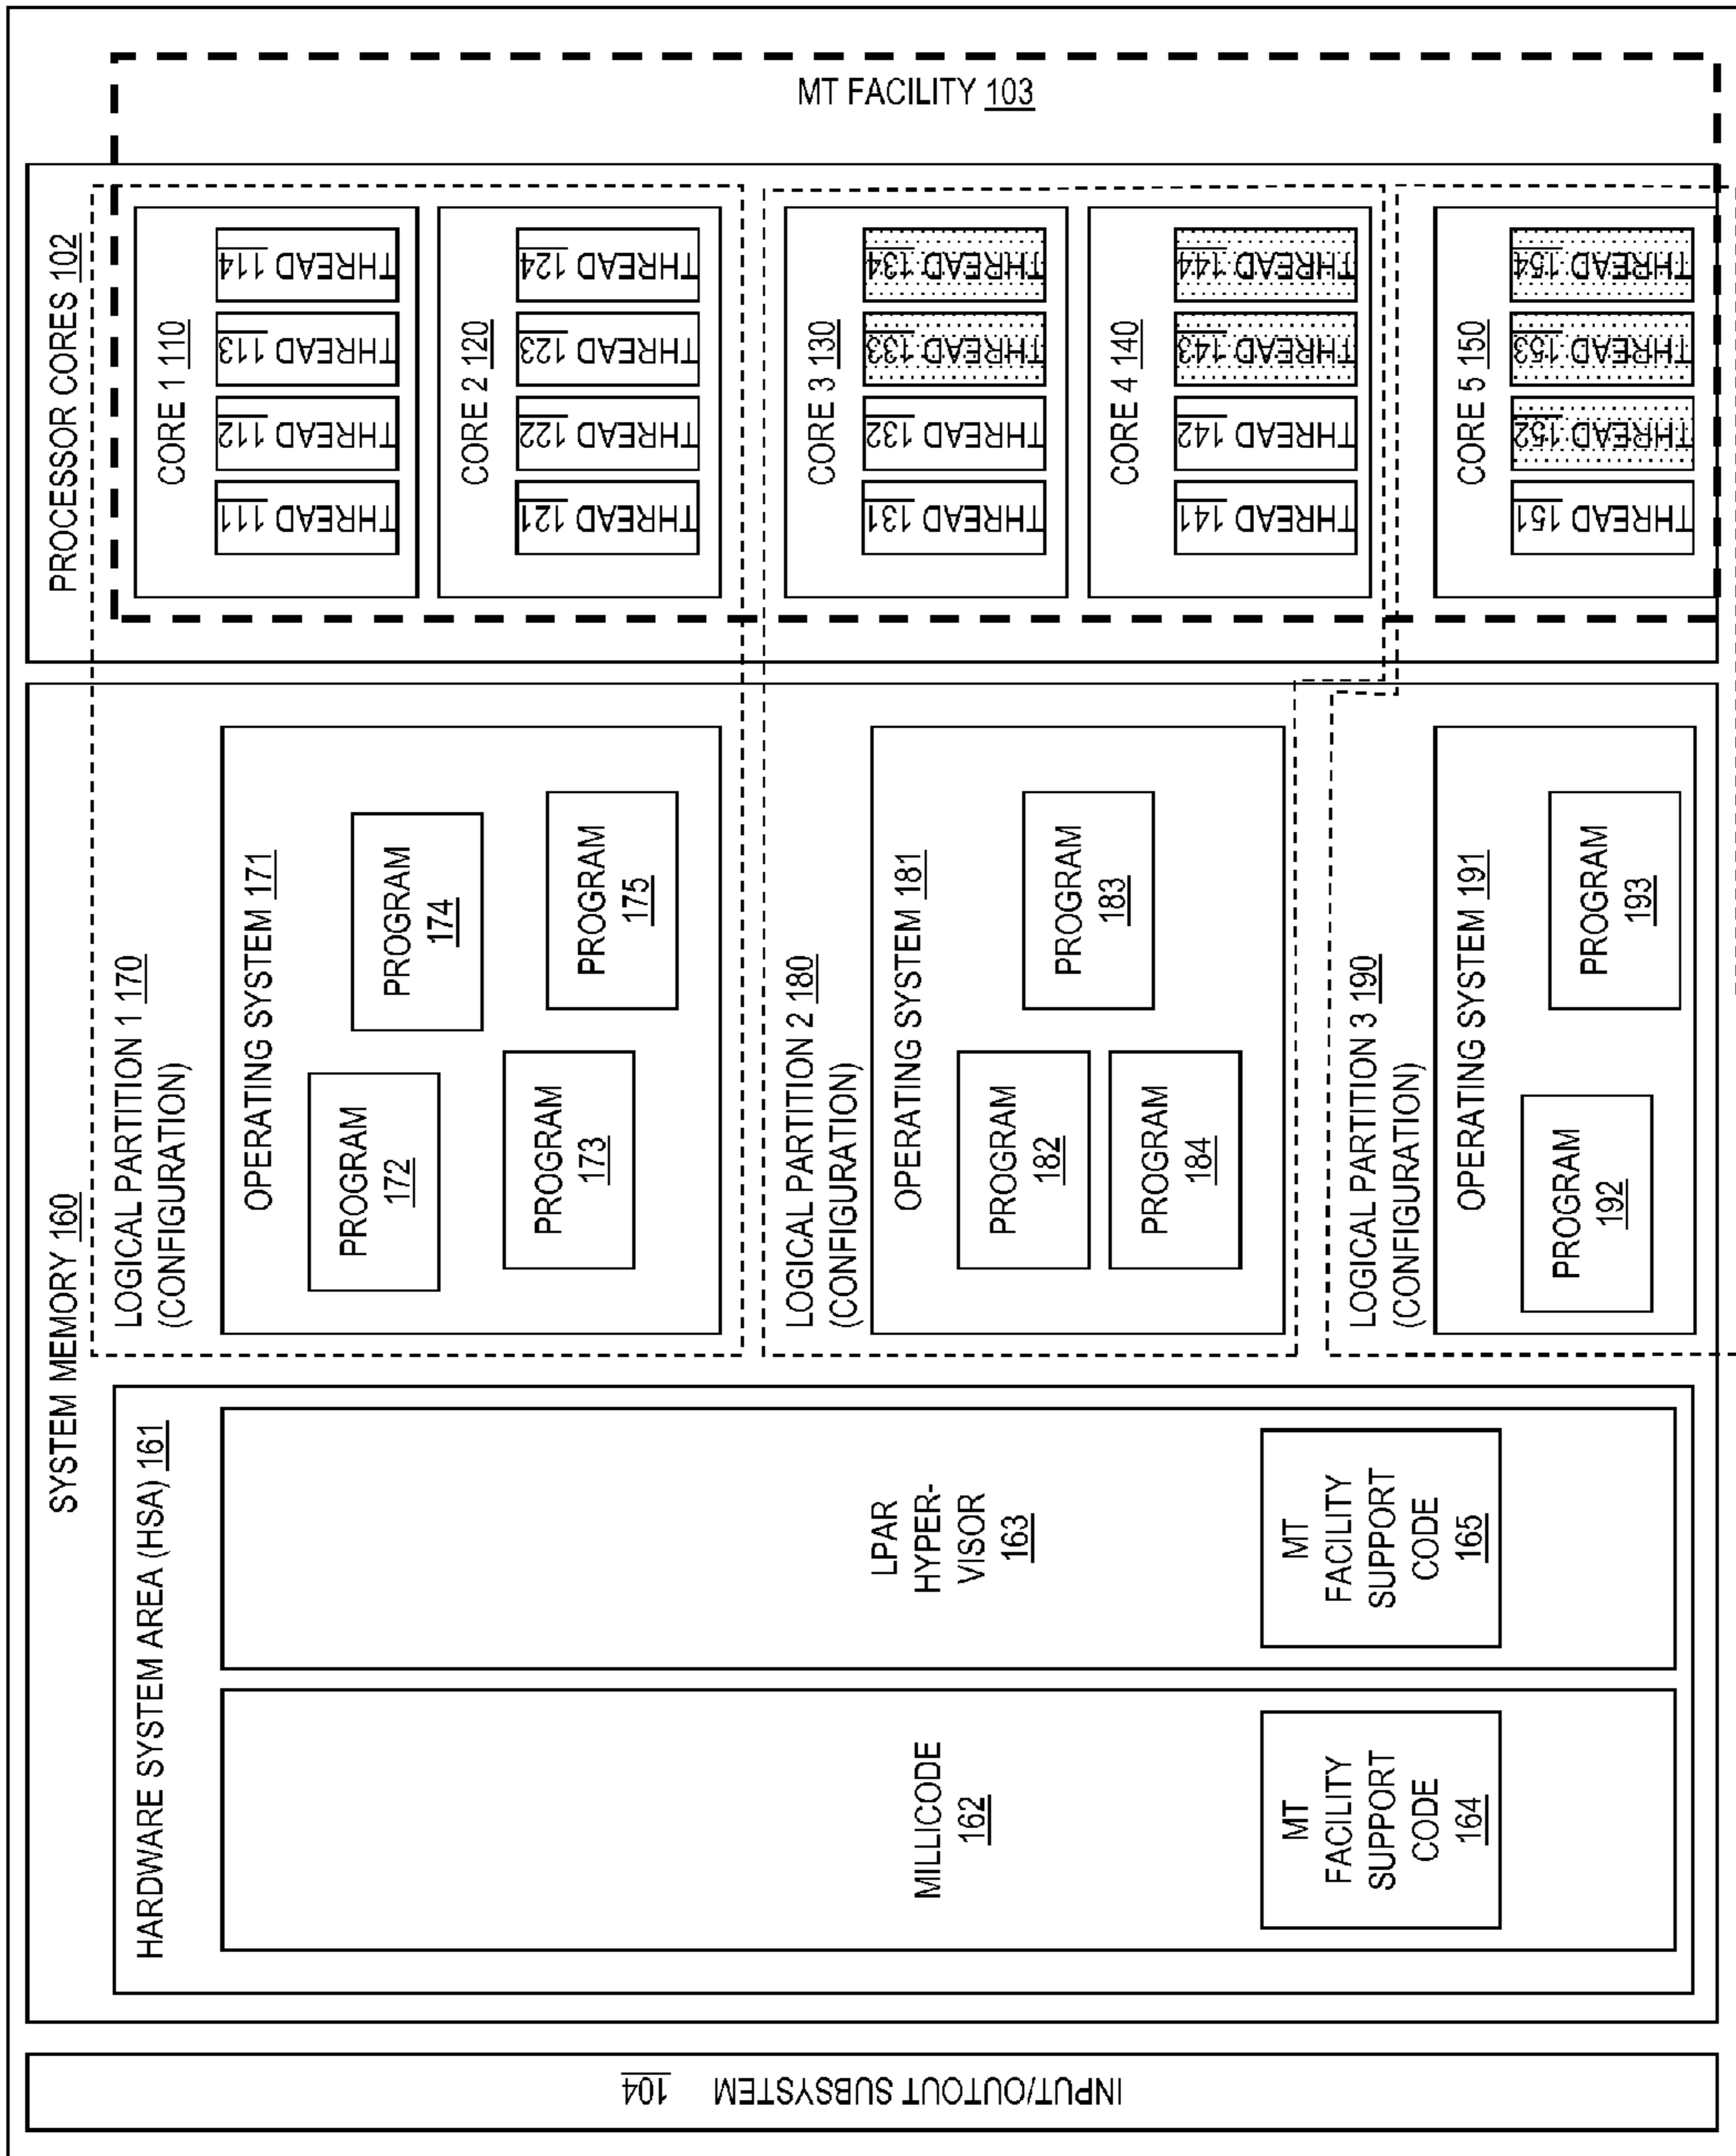 MT FACILITY 103
PROCESSOR CORES 102
CORE 1 110
THREAD 111
THREAD 112
THREAD 113
THREAD 114
CORE 2 120
THREAD 121
THREAD 122
THREAD 123
THREAD 124
CORE 3 130
THREAD 131
THREAD 132
THREAD 133
THREAD 134
CORE 4 140
THREAD 141
THREAD 142
THREAD 143
THREAD 144
CORE 5 150
THREAD 151
THREAD 152
THREAD 153
THREAD 154
SYSTEM MEMORY 160
LOGICAL PARTITION 1 170
(CONFIGURATION)
OPERATING SYSTEM 171
PROGRAM
172
PROGRAM
174
PROGRAM
173
PROGRAM
175
LOGICAL PARTITION 2 180
(CONFIGURATION)
OPERATING SYSTEM 181
PROGRAM
182
PROGRAM
183
PROGRAM
184
LOGICAL PARTITION 3 190
(CONFIGURATION)
OPERATING SYSTEM 191
PROGRAM
192
PROGRAM
193
HARDWARE SYSTEM AREA (HSA) 161
LPAR
HYPER-
VISOR
163
MT
FACILITY
SUPPORT
CODE
165
MILLICODE
162
MT
FACILITY
SUPPORT
CODE
164
INPUT/OUTOUT SUBSYSTEM 104